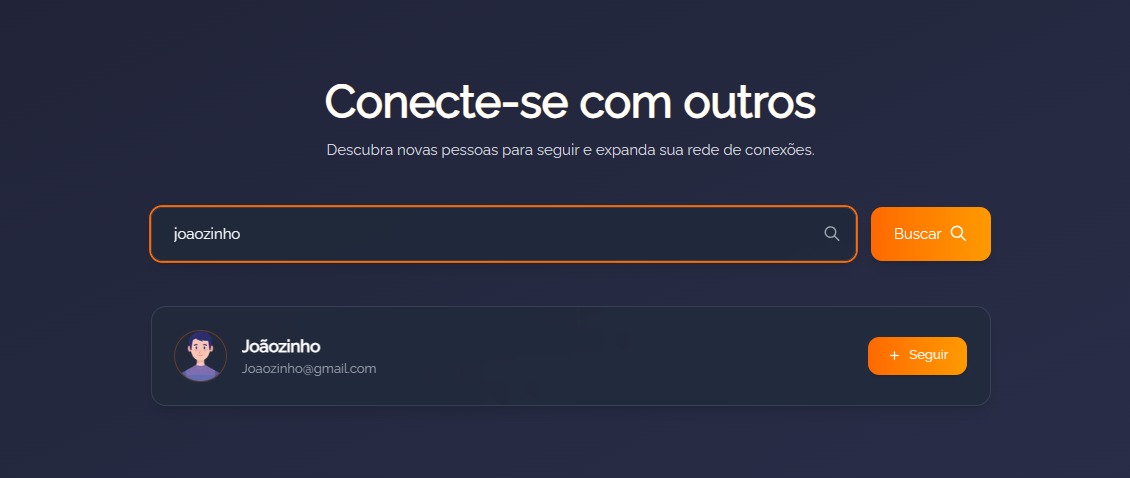 Conecte-se com outros
Descubra novas pessoas para seguir e expanda sua rede de conexões.
joaozinho
Buscar
Joãozinho
Joaozinho@gmail.com
+ Seguir